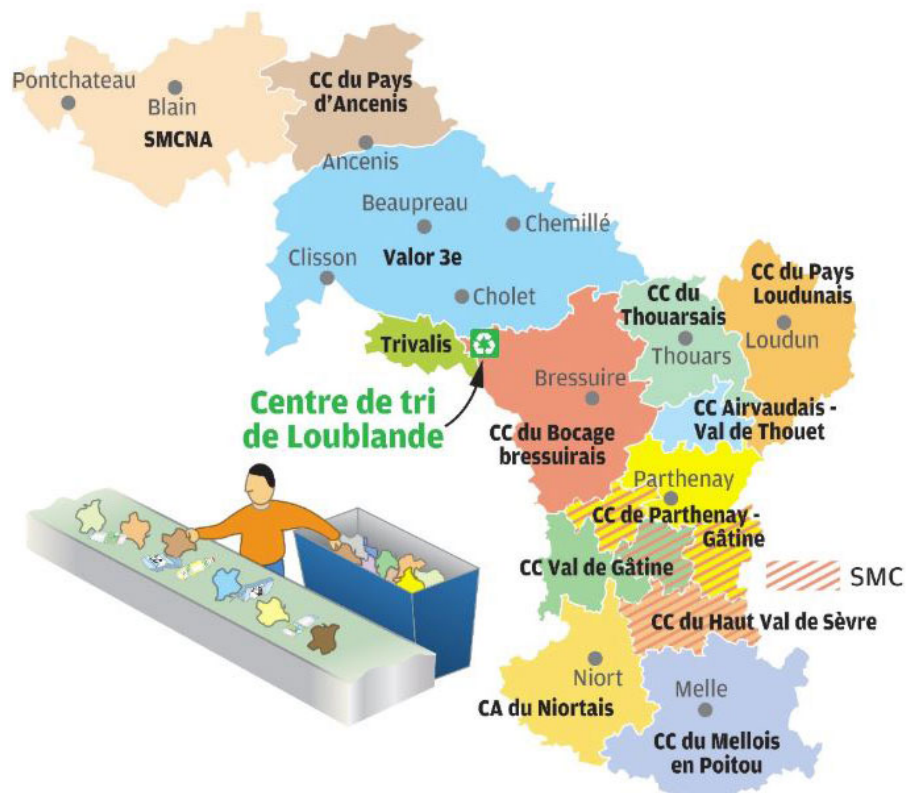 Pontchateau
Blain
SMCNA
CC du Pays
d'Ancenis
Ancenis
Beaupreau
Chemillé
Clisson
Valor 3e
Cholet
Trivalis
CC du
Thouarsais
Thouars
CC du Pays
Loudunais
Loudun
Centre de tri
de Loublande
Bressuire
CC du Bocage
bressuirais
CC Airvaudais -
Val de Thouet
Parthenay
CC de Parthenay -
Gâtine
CC Val de Gâtine
SMC
CC du Haut Val de Sèvre
Niort
CA du Niortais
Melle
CC du Mellois
en Poitou